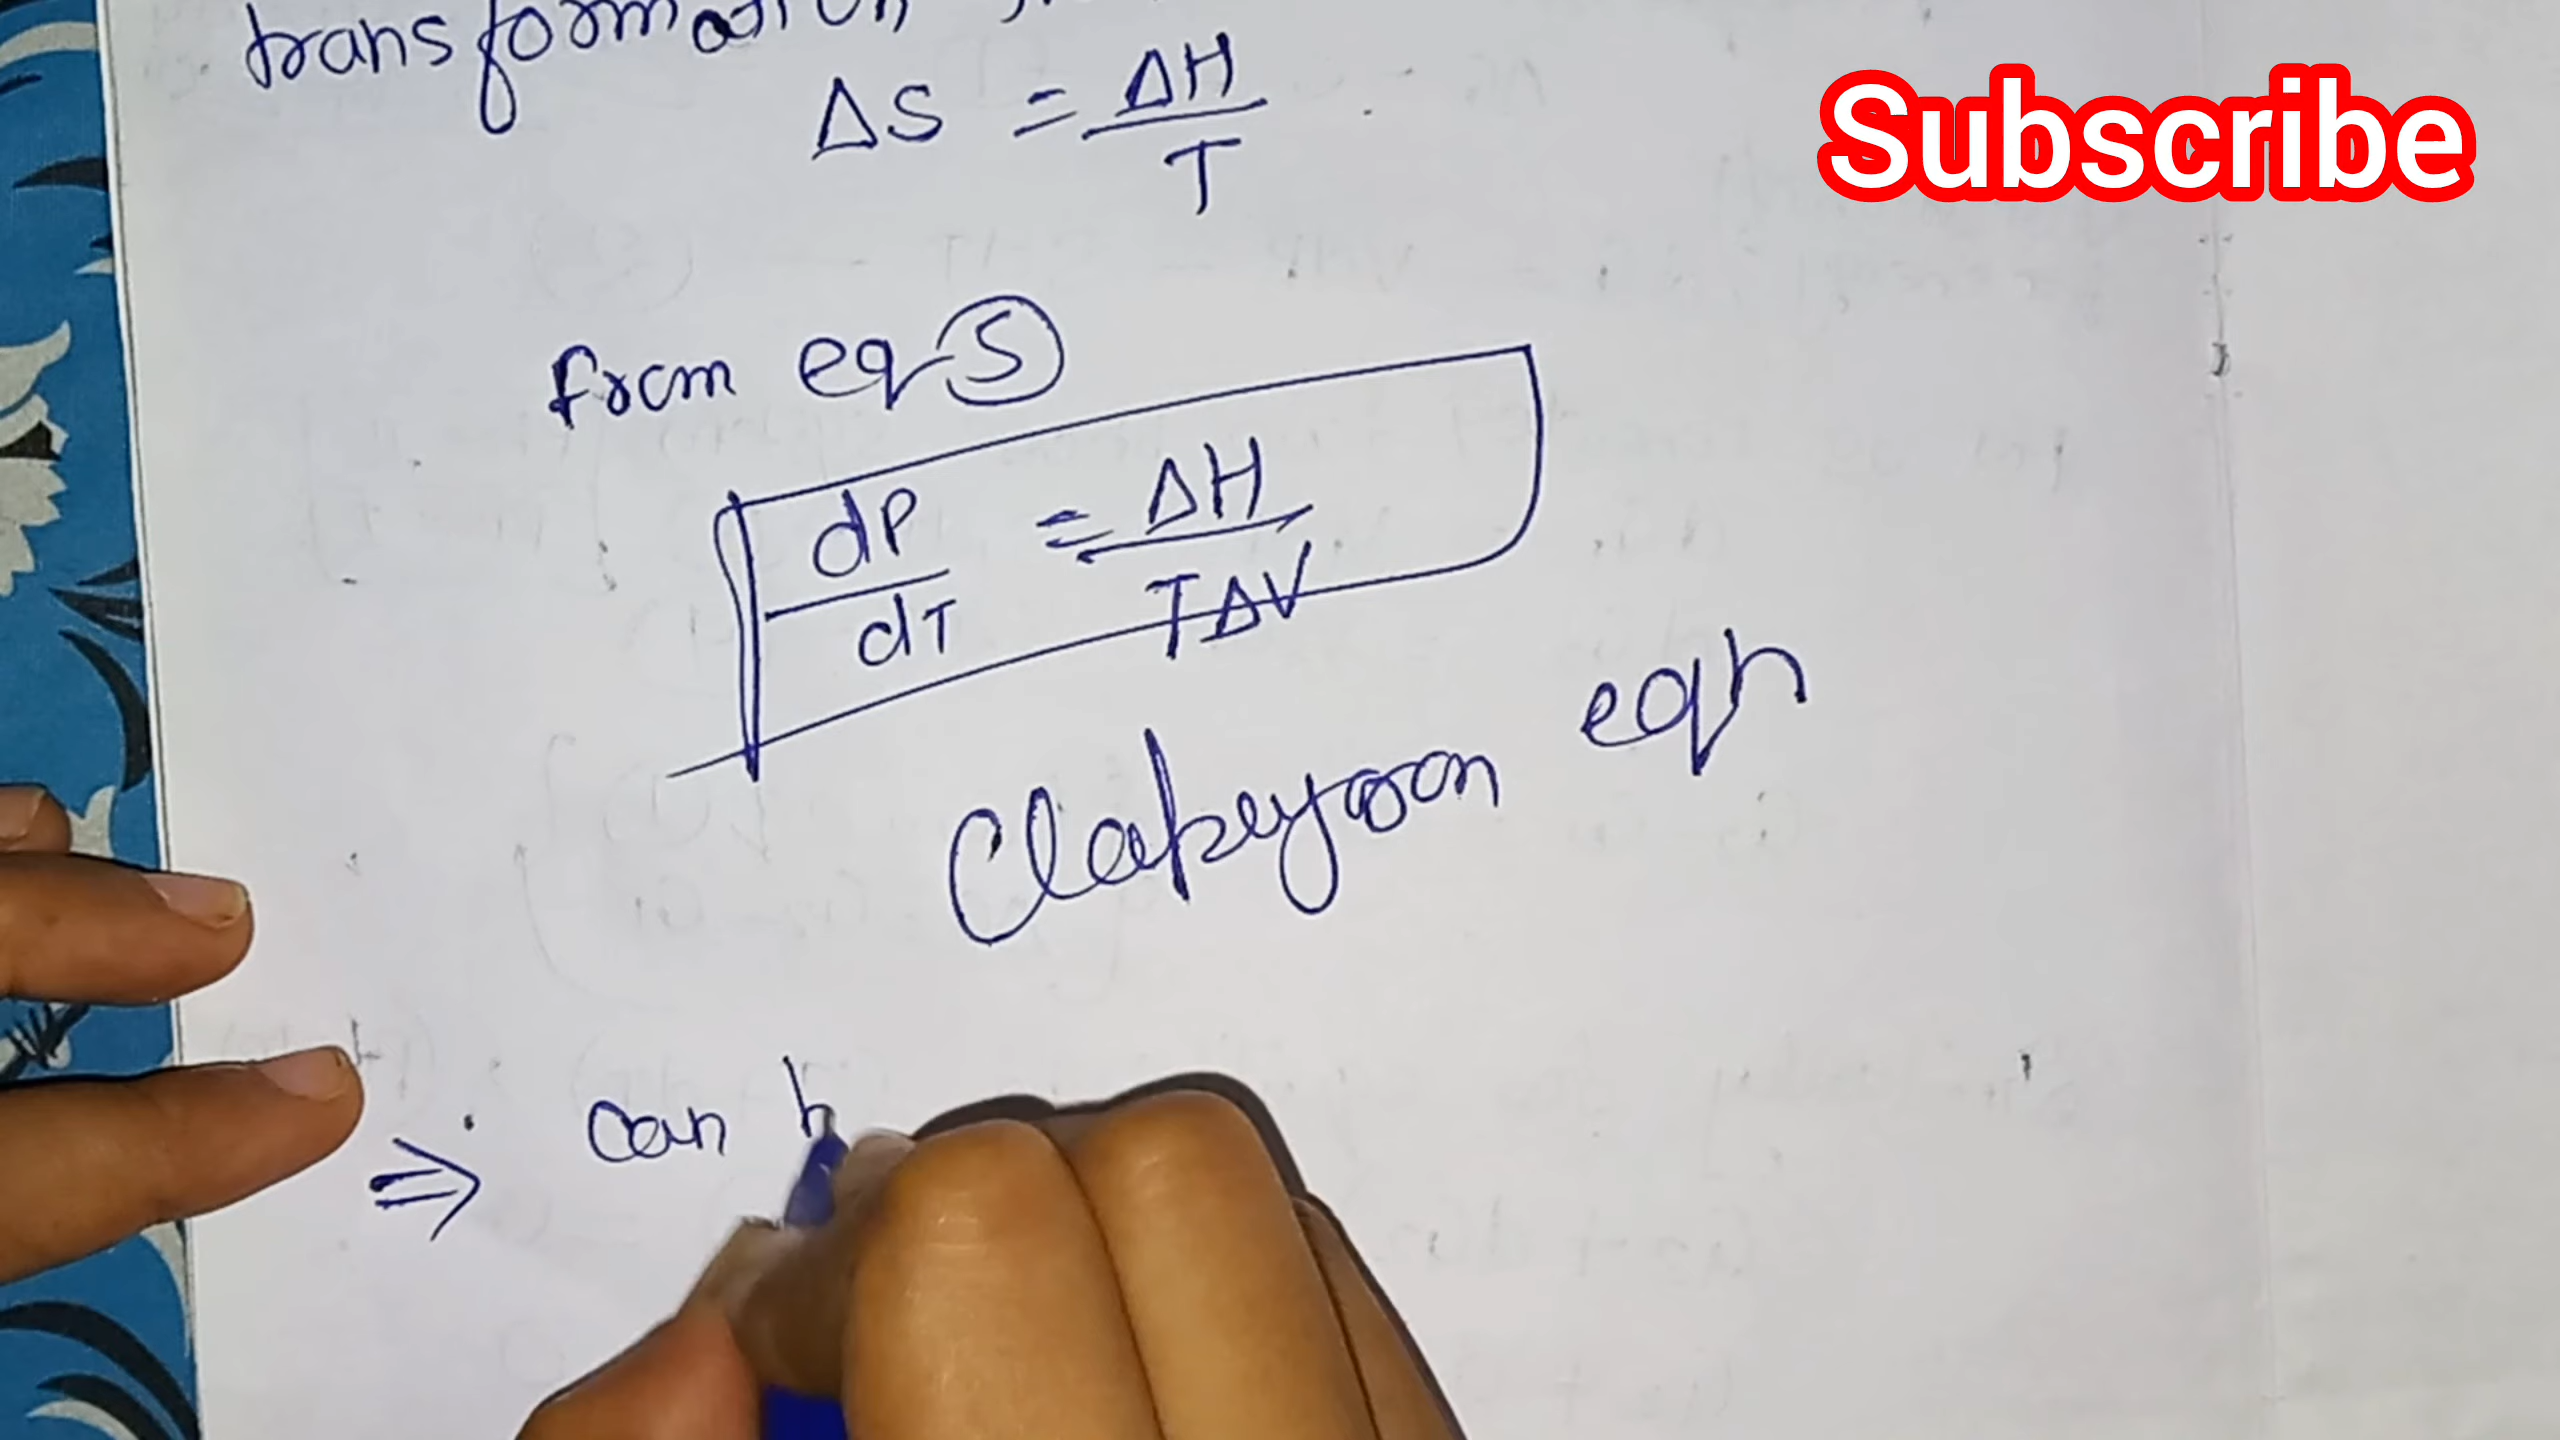 transformation
ΔS = ΔH/T
Subscribe
from eq 5
dP/dT = ΔH/TΔV
Clapeyron eqn
⇒ can b